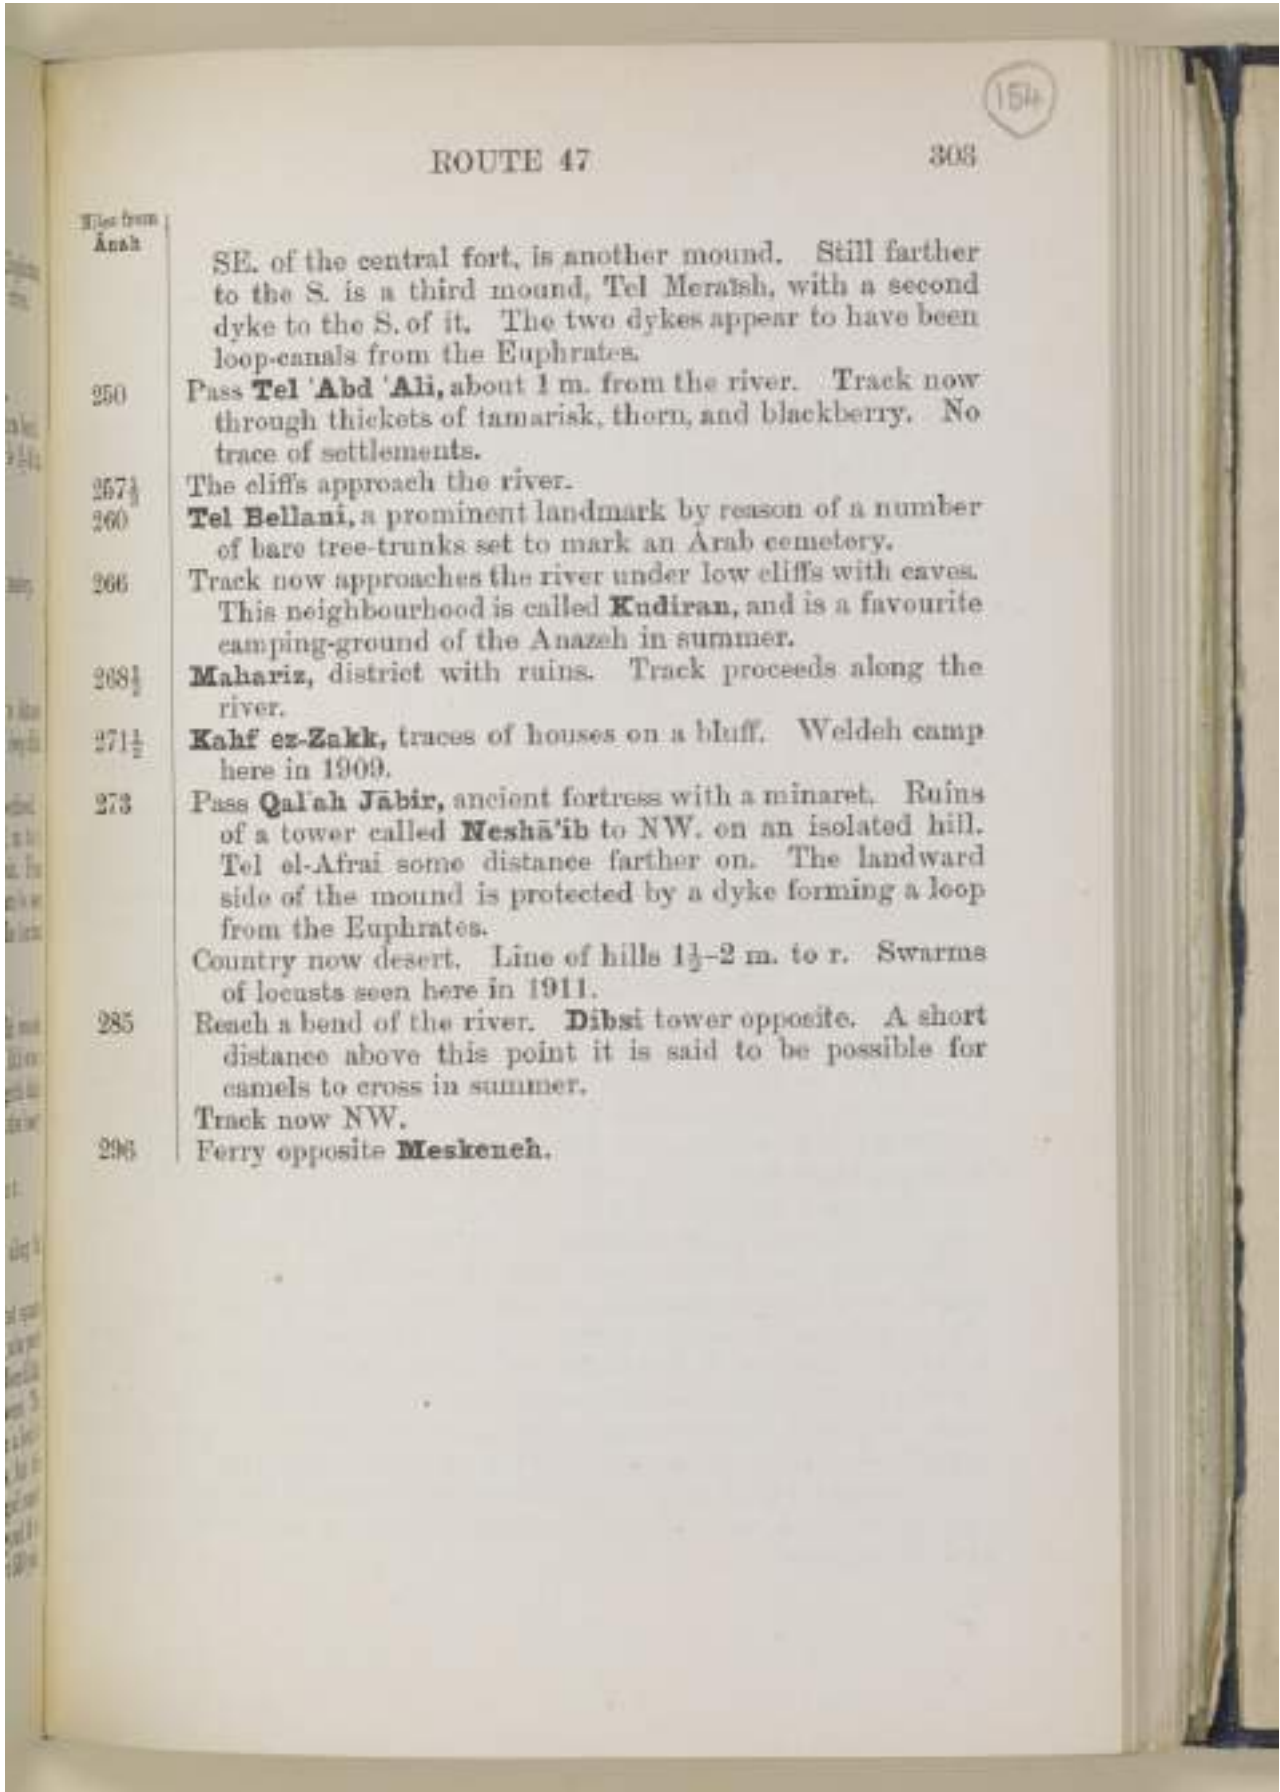 154
ROUTE 47
303
Miles from
Ānah
SE. of the central fort, is another mound. Still farther
to the S. is a third mound, Tel Meraīsh, with a second
dyke to the S. of it. The two dykes appear to have been
loop-canals from the Euphrates.
250 Pass Tel 'Abd 'Ali, about 1 m. from the river. Track now
through thickets of tamarisk, thorn, and blackberry. No
trace of settlements.
257½ The cliffs approach the river.
260 Tel Bellani, a prominent landmark by reason of a number
of bare tree-trunks set to mark an Arab cemetery.
266 Track now approaches the river under low cliffs with caves.
This neighbourhood is called Kudiran, and is a favourite
camping-ground of the Anazeh in summer.
268½ Mahariz, district with ruins. Track proceeds along the
river.
271½ Kahf ez-Zakk, traces of houses on a bluff. Weldeh camp
here in 1909.
273 Pass Qal'ah Jābir, ancient fortress with a minaret. Ruins
of a tower called Neshā'ib to NW. on an isolated hill.
Tel el-Afrai some distance farther on. The landward
side of the mound is protected by a dyke forming a loop
from the Euphrates.
Country now desert. Line of hills 1½–2 m. to r. Swarms
of locusts seen here in 1911.
285 Reach a bend of the river. Dibsi tower opposite. A short
distance above this point it is said to be possible for
camels to cross in summer.
Track now NW.
296 Ferry opposite Meskeneh.